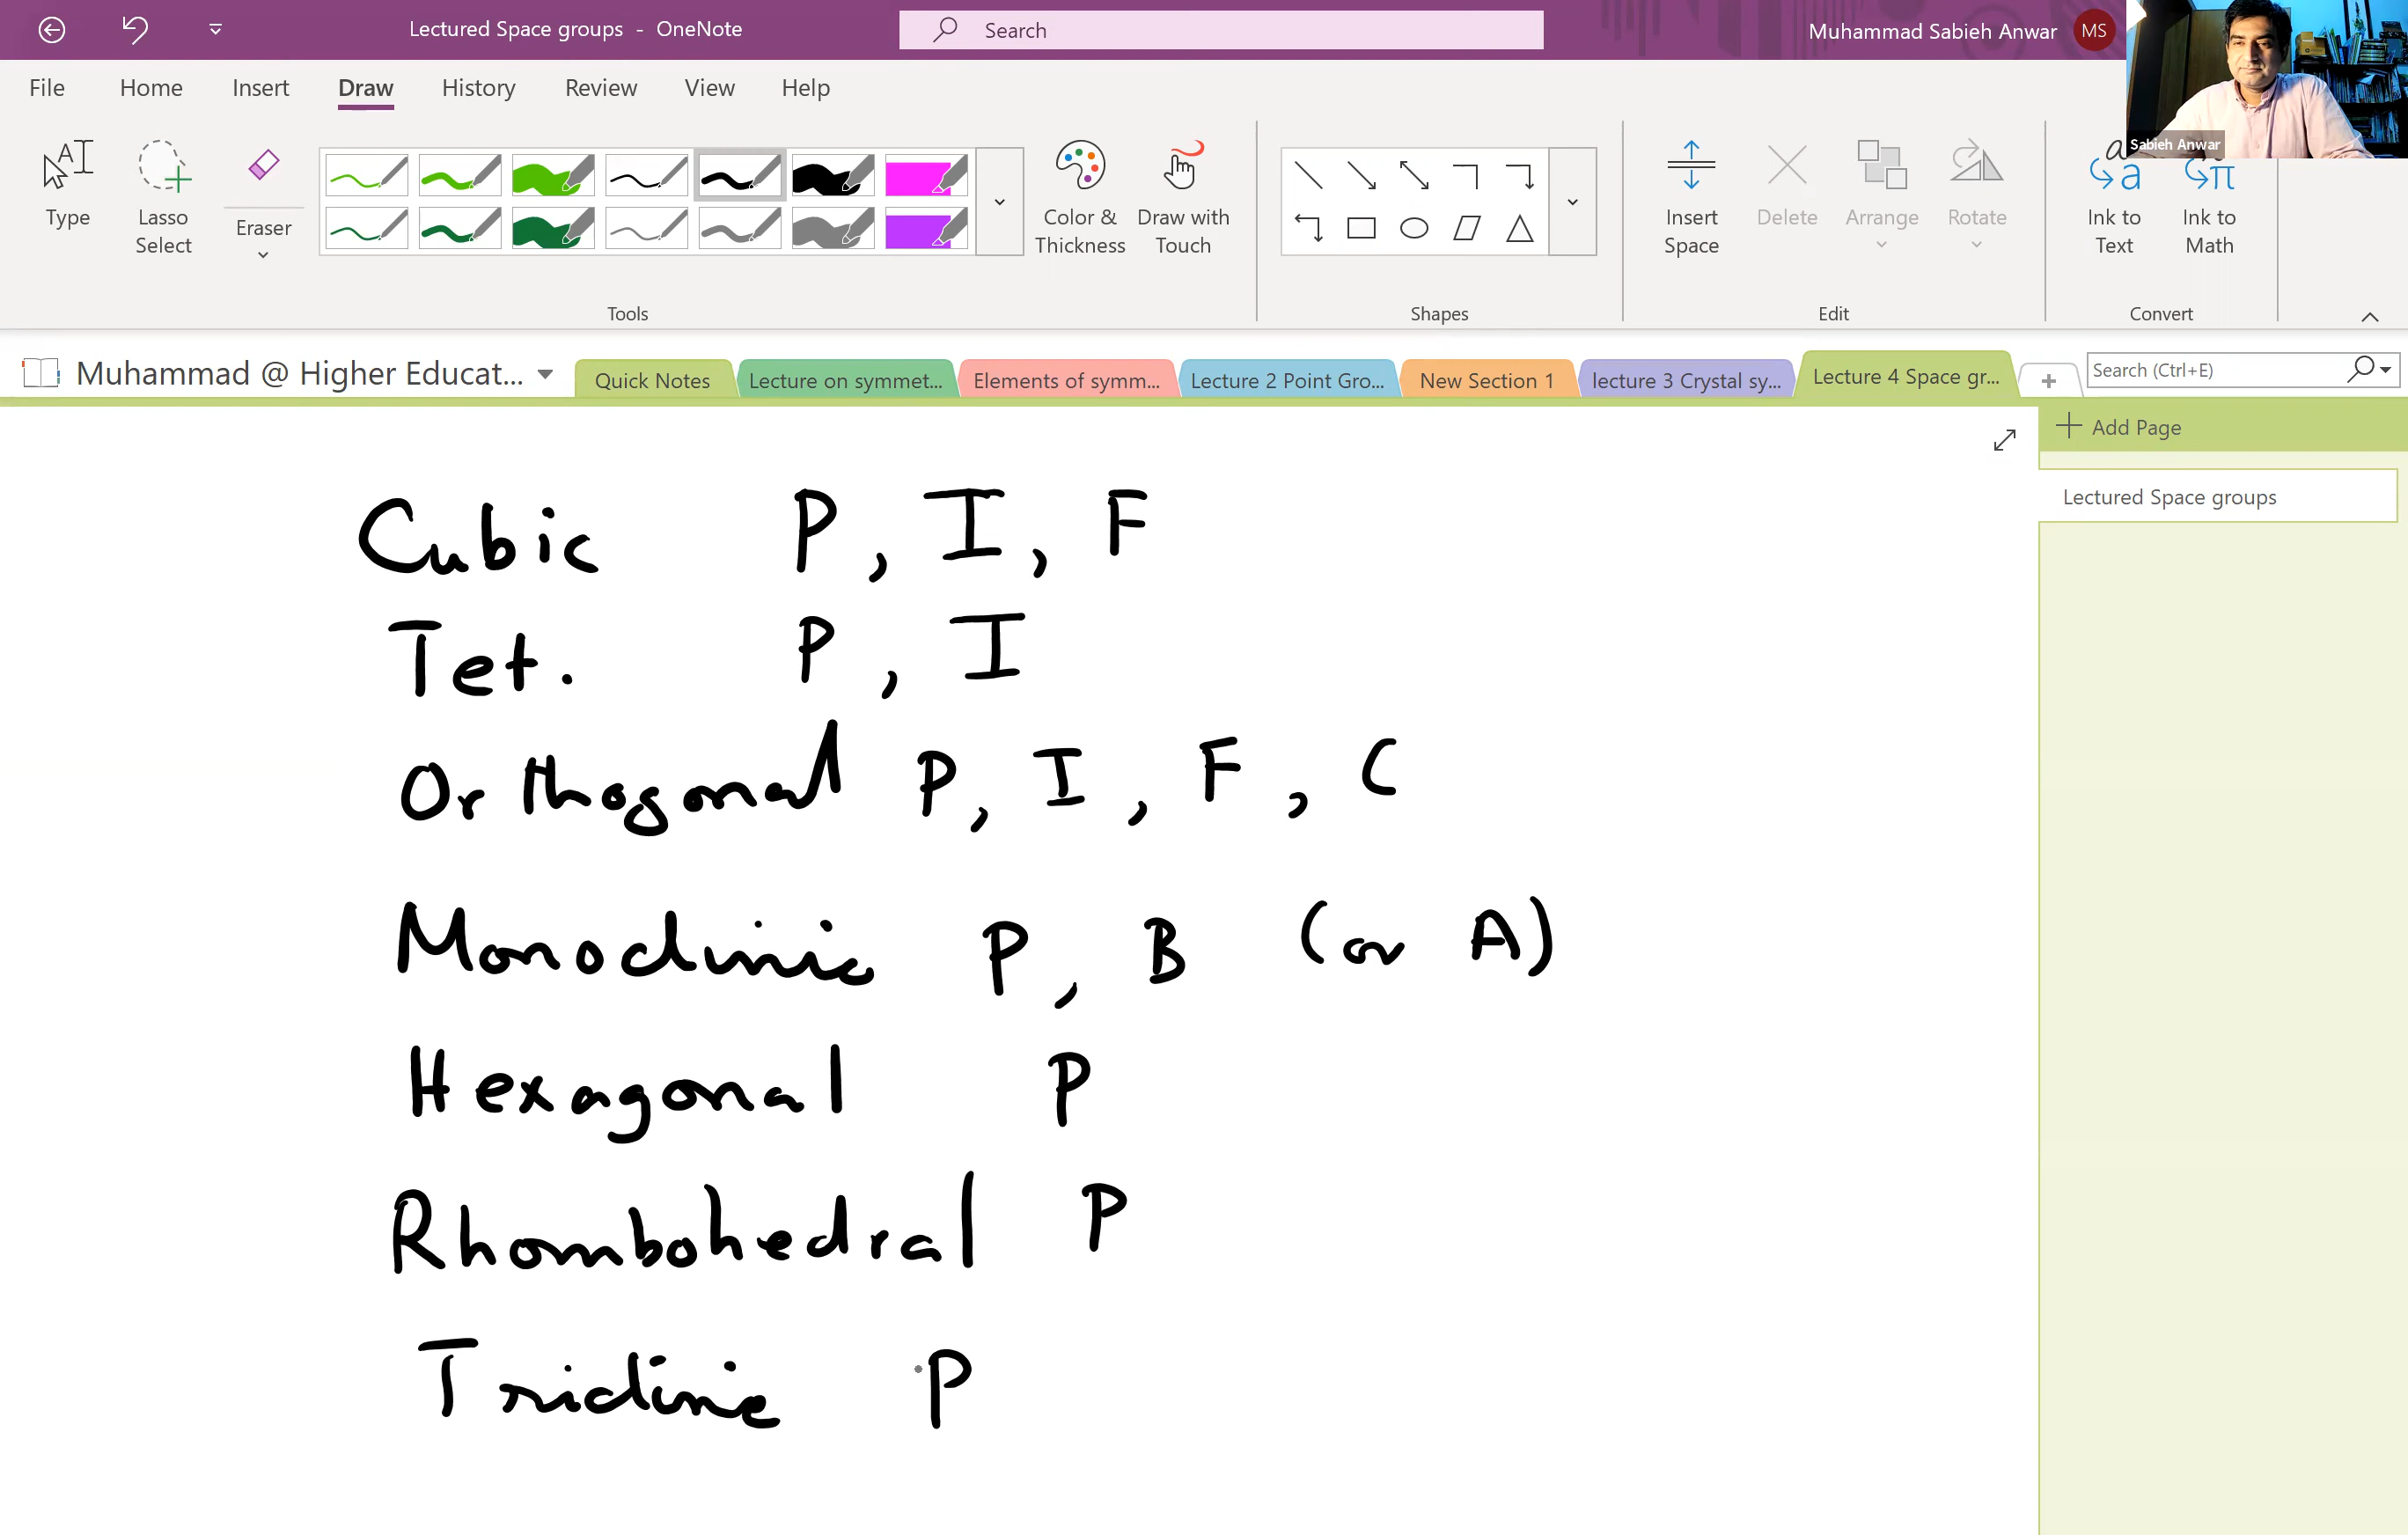 Lectured Space groups - OneNote
Search
Muhammad Sabieh Anwar MS
File Home Insert Draw History Review View Help
Sabieh Anwar
Type
Lasso Select
Eraser
Color & Thickness
Draw with Touch
Insert Space
Delete
Arrange
Rotate
Ink to Text
Ink to Math
Tools
Shapes
Edit
Convert
Muhammad @ Higher Educat...
Quick Notes
Lecture on symmet...
Elements of symm...
Lecture 2 Point Gro...
New Section 1
lecture 3 Crystal sy...
Lecture 4 Space gr...
Search (Ctrl+E)
Add Page
Lectured Space groups
Cubic P, I, F
Tet. P, I
Orthogonal P, I, F, C
Monoclinic P, B (or A)
Hexagonal P
Rhombohedral P
Triclinic P